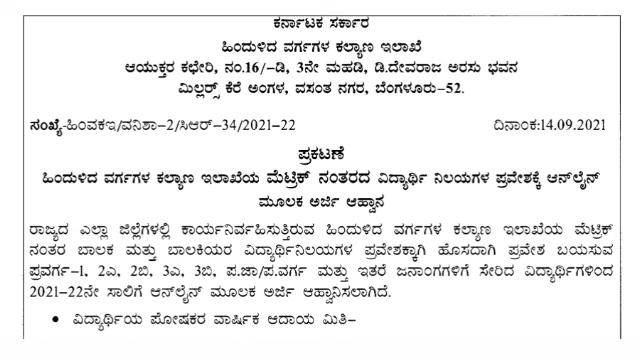 ಕರ್ನಾಟಕ ಸರ್ಕಾರ
ಹಿಂದುಳಿದ ವರ್ಗಗಳ ಕಲ್ಯಾಣ ಇಲಾಖೆ
ಆಯುಕ್ತರ ಕಛೇರಿ, ನಂ.16/-ಡಿ, 3ನೇ ಮಹಡಿ, ಡಿ.ದೇವರಾಜ ಅರಸು ಭವನ
ಮಿಲ್ಲರ್ಸ್ ಕೆರೆ ಅಂಗಳ, ವಸಂತ ನಗರ, ಬೆಂಗಳೂರು-52.
ಸಂಖ್ಯೆ-ಹಿಂವಕಇ/ವನಿಶಾ-2/ಸಿಆರ್-34/2021-22 ದಿನಾಂಕ:14.09.2021
ಪ್ರಕಟಣೆ
ಹಿಂದುಳಿದ ವರ್ಗಗಳ ಕಲ್ಯಾಣ ಇಲಾಖೆಯ ಮೆಟ್ರಿಕ್ ನಂತರದ ವಿದ್ಯಾರ್ಥಿ ನಿಲಯಗಳ ಪ್ರವೇಶಕ್ಕೆ ಆನ್‌ಲೈನ್
ಮೂಲಕ ಅರ್ಜಿ ಆಹ್ವಾನ
ರಾಜ್ಯದ ಎಲ್ಲಾ ಜಿಲ್ಲೆಗಳಲ್ಲಿ ಕಾರ್ಯನಿರ್ವಹಿಸುತ್ತಿರುವ ಹಿಂದುಳಿದ ವರ್ಗಗಳ ಕಲ್ಯಾಣ ಇಲಾಖೆಯ ಮೆಟ್ರಿಕ್
ನಂತರ ಬಾಲಕ ಮತ್ತು ಬಾಲಕಿಯರ ವಿದ್ಯಾರ್ಥಿನಿಲಯಗಳ ಪ್ರವೇಶಕ್ಕಾಗಿ ಹೊಸದಾಗಿ ಪ್ರವೇಶ ಬಯಸುವ
ಪ್ರವರ್ಗ-1, 2ಎ, 2ಬಿ, 3ಎ, 3ಬಿ, ಪ.ಜಾ/ಪ.ವರ್ಗ ಮತ್ತು ಇತರೆ ಜನಾಂಗಗಳಿಗೆ ಸೇರಿದ ವಿದ್ಯಾರ್ಥಿಗಳಿಂದ
2021-22ನೇ ಸಾಲಿಗೆ ಆನ್‌ಲೈನ್ ಮೂಲಕ ಅರ್ಜಿ ಆಹ್ವಾನಿಸಲಾಗಿದೆ.
• ವಿದ್ಯಾರ್ಥಿಯ ಪೋಷಕರ ವಾರ್ಷಿಕ ಆದಾಯ ಮಿತಿ-